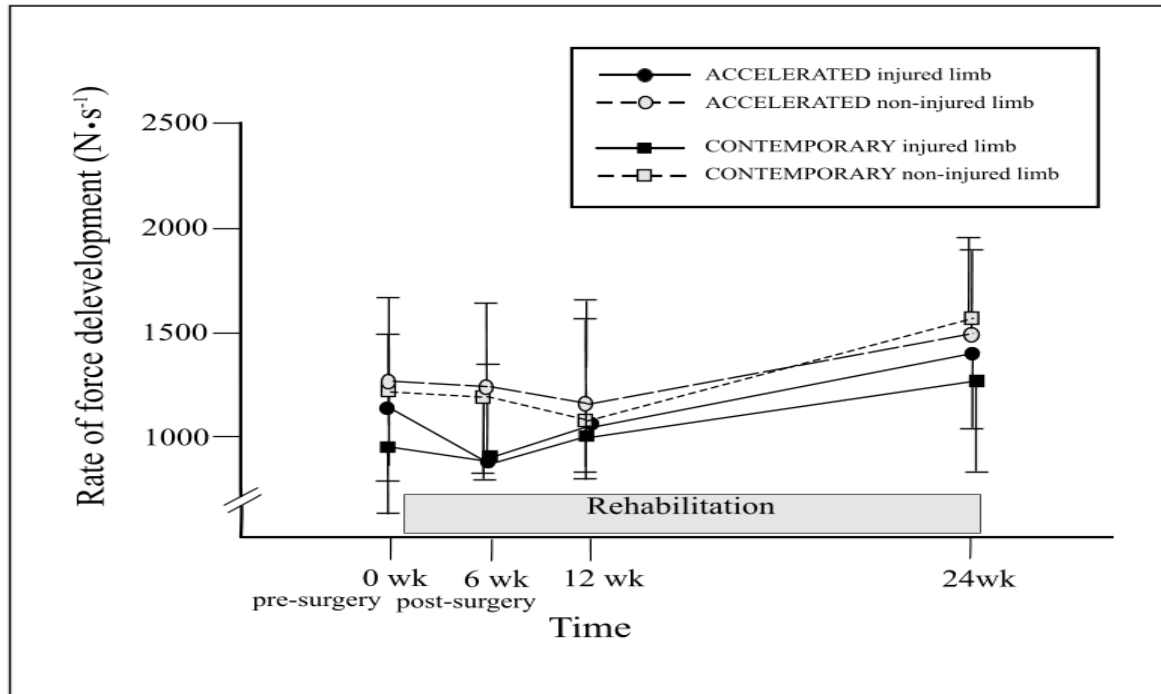 ACCELERATED injured limb
ACCELERATED non-injured limb
CONTEMPORARY injured limb
CONTEMPORARY non-injured limb
Rate of force delevelopment (N•s⁻¹)
2500
2000
1500
1000
Rehabilitation
0 wk 6 wk 12 wk 24wk
pre-surgery post-surgery
Time